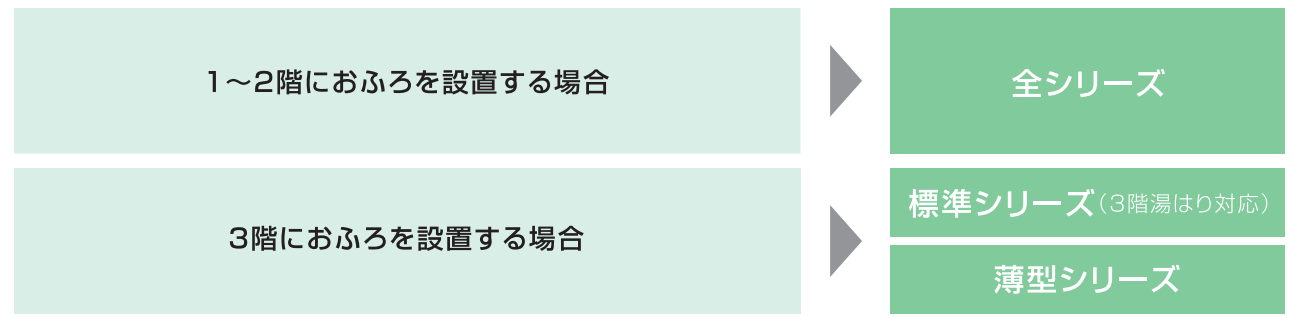 1～2階におふろを設置する場合
全シリーズ
3階におふろを設置する場合
標準シリーズ（3階湯はり対応）
薄型シリーズ